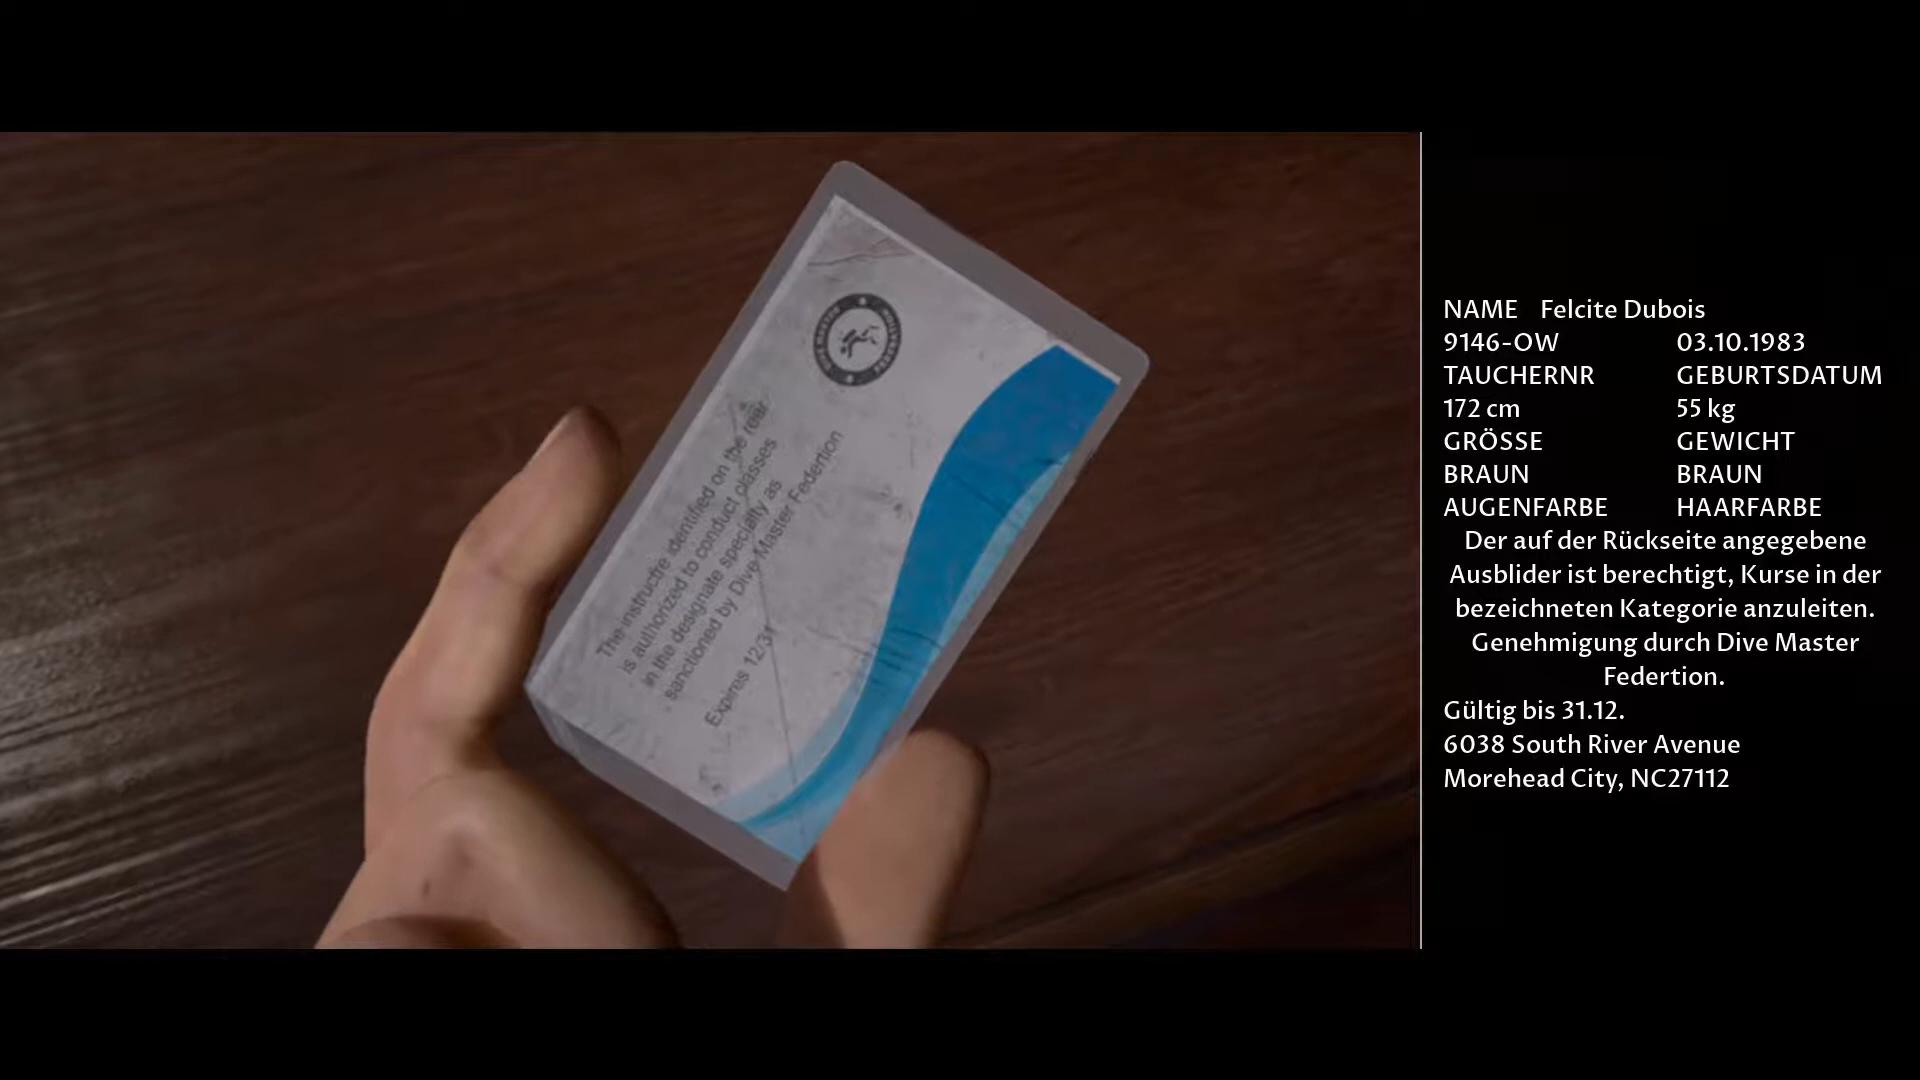 The instructre identified on the rear
is authorized to conduct classes
in the designate specialty as
sanctioned by Dive Master Federtion
Expires 12/31
NAME Felcite Dubois
9146-OW 03.10.1983
TAUCHERNR GEBURTSDATUM
172 cm 55 kg
GRÖSSE GEWICHT
BRAUN BRAUN
AUGENFARBE HAARFARBE
Der auf der Rückseite angegebene
Ausblider ist berechtigt, Kurse in der
bezeichneten Kategorie anzuleiten.
Genehmigung durch Dive Master
Federtion.
Gültig bis 31.12.
6038 South River Avenue
Morehead City, NC27112